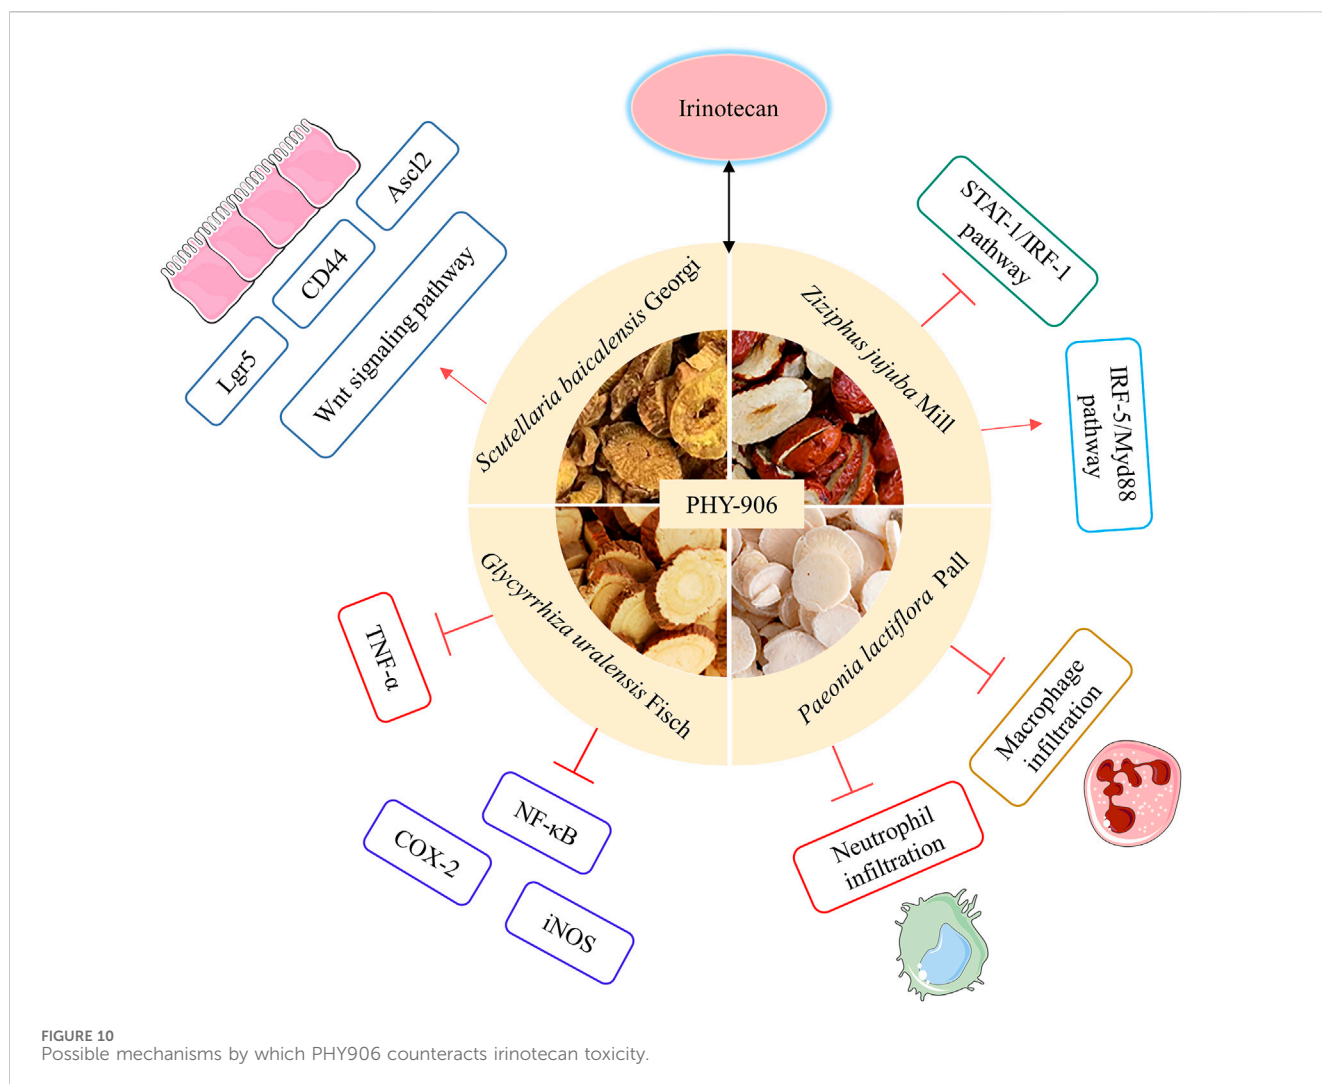 Irinotecan
Ascl2
CD44
Lgr5
Wnt signaling pathway
STAT-1/IRF-1
pathway
IRF-5/Myd88
pathway
Scutellaria baicalensis Georgi
Ziziphus jujuba Mill
PHY-906
Glycyrrhiza uralensis Fisch
Paeonia lactiflora Pall
TNF-α
NF-κB
COX-2
iNOS
Macrophage
infiltration
Neutrophil
infiltration
FIGURE 10
Possible mechanisms by which PHY906 counteracts irinotecan toxicity.